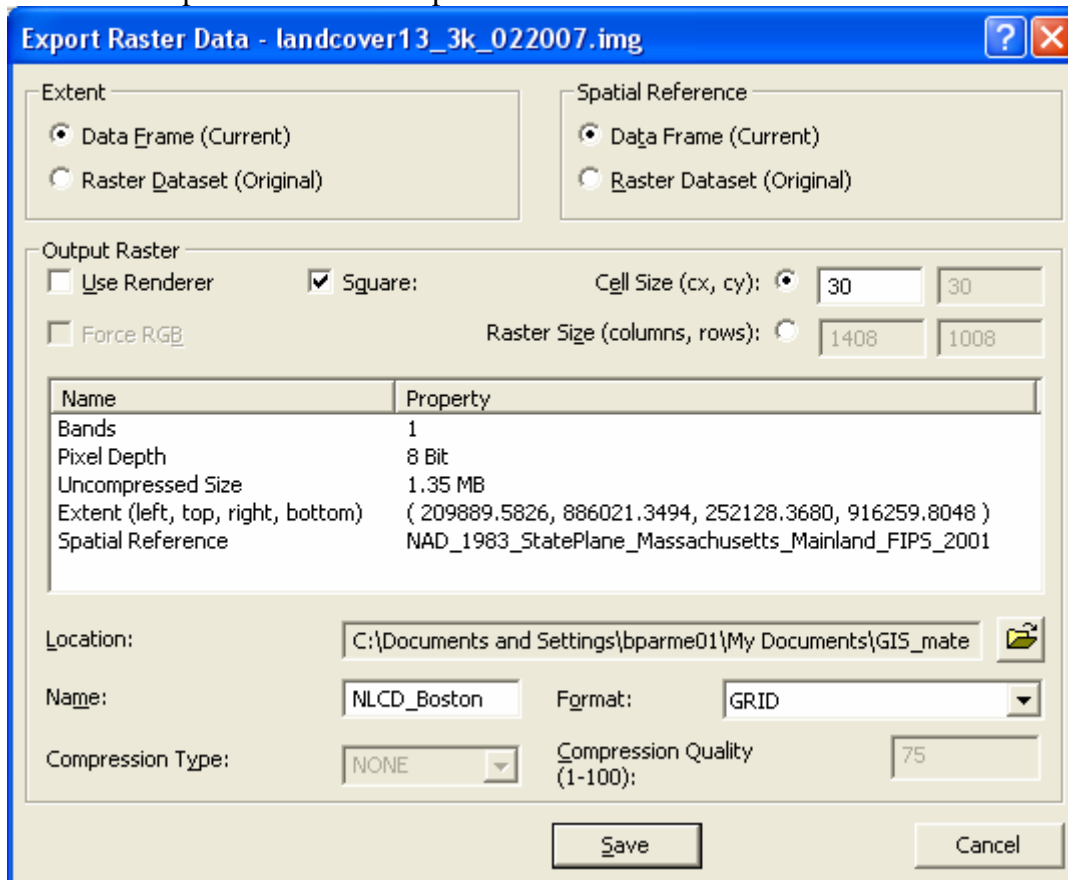 Export Raster Data - landcover13_3k_022007.img
Extent
Data Frame (Current)
Raster Dataset (Original)
Spatial Reference
Data Frame (Current)
Raster Dataset (Original)
Output Raster
Use Renderer
Square:
Cell Size (cx, cy):
30
30
Force RGB
Raster Size (columns, rows):
1408
1008
Name Property
Bands 1
Pixel Depth 8 Bit
Uncompressed Size 1.35 MB
Extent (left, top, right, bottom) ( 209889.5826, 886021.3494, 252128.3680, 916259.8048 )
Spatial Reference NAD_1983_StatePlane_Massachusetts_Mainland_FIPS_2001
Location: C:\Documents and Settings\bparme01\My Documents\GIS_mate
Name: NLCD_Boston
Format: GRID
Compression Type: NONE
Compression Quality
(1-100):
75
Save
Cancel